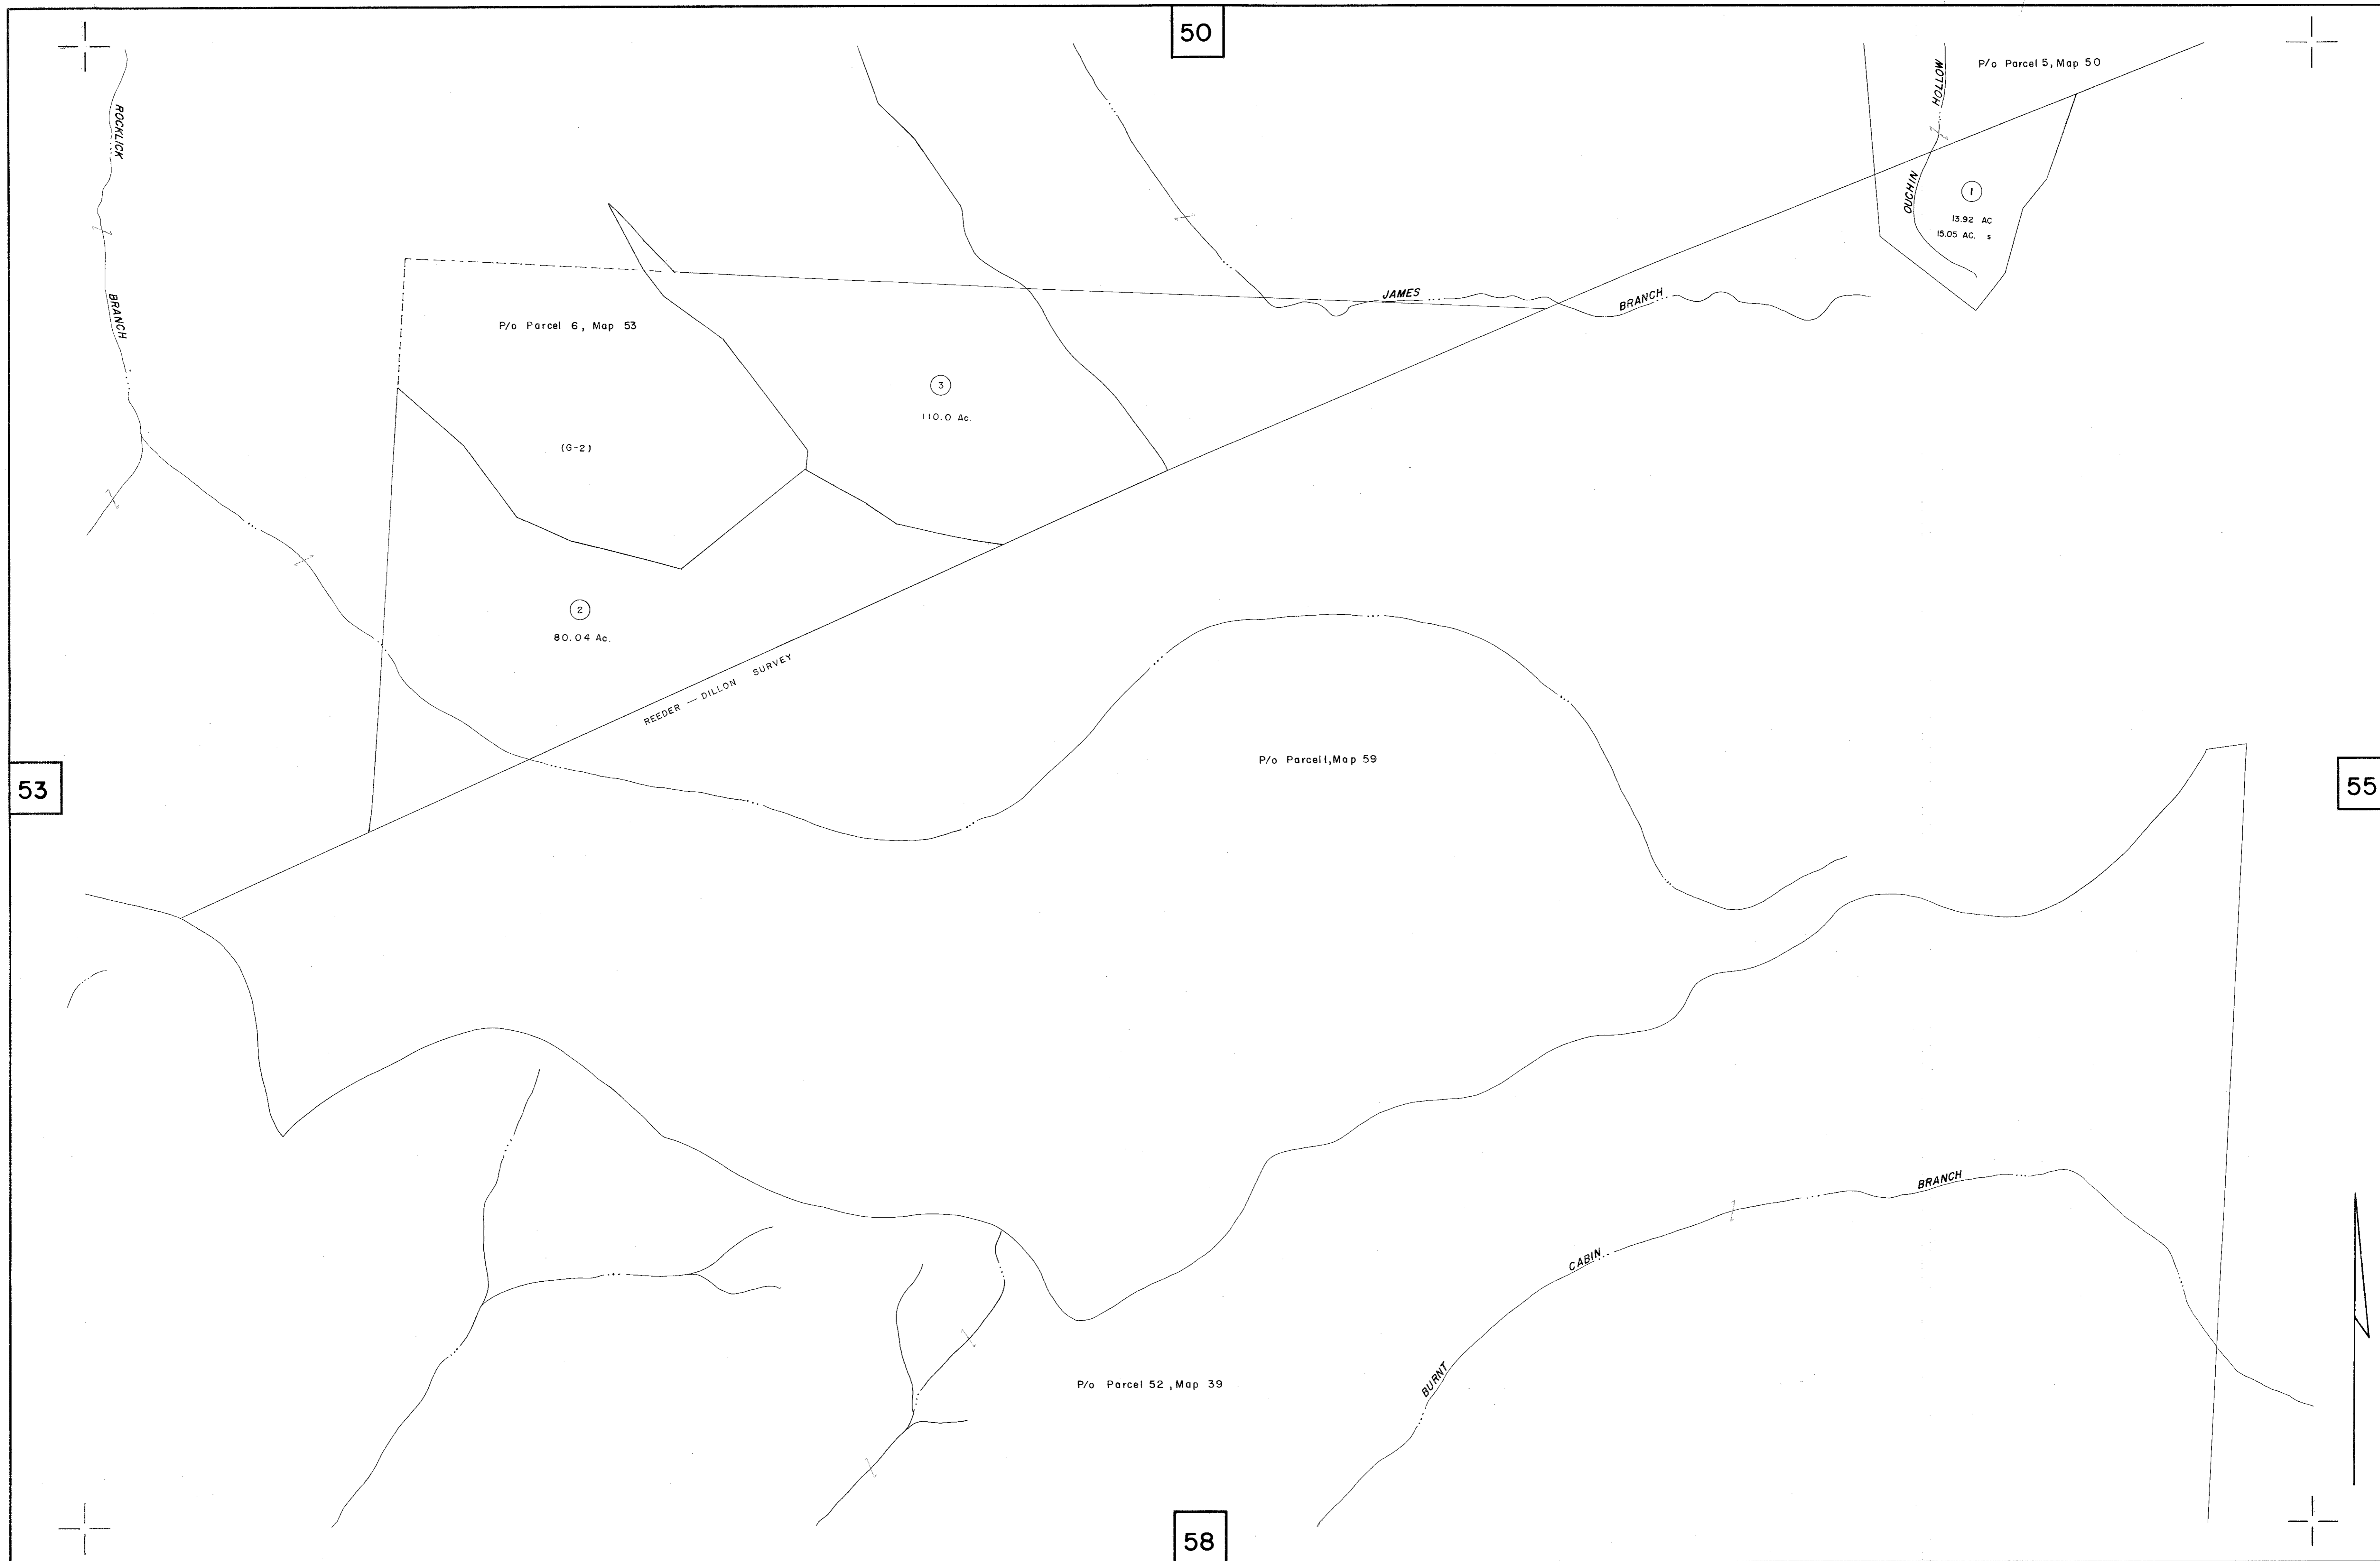 50
P/o Parcel 5, Map 50
HOLLOW
OUCHIN
ROCKLICK
BRANCH
1
13.92 AC
15.05 AC. s
JAMES
BRANCH
P/o Parcel 6, Map 53
3
110.0 Ac.
(G-2)
2
80.04 Ac.
REEDER — DILLON SURVEY
P/o Parcel 1, Map 59
53
55
BRANCH
CABIN
BURNT
P/o Parcel 52, Map 39
58